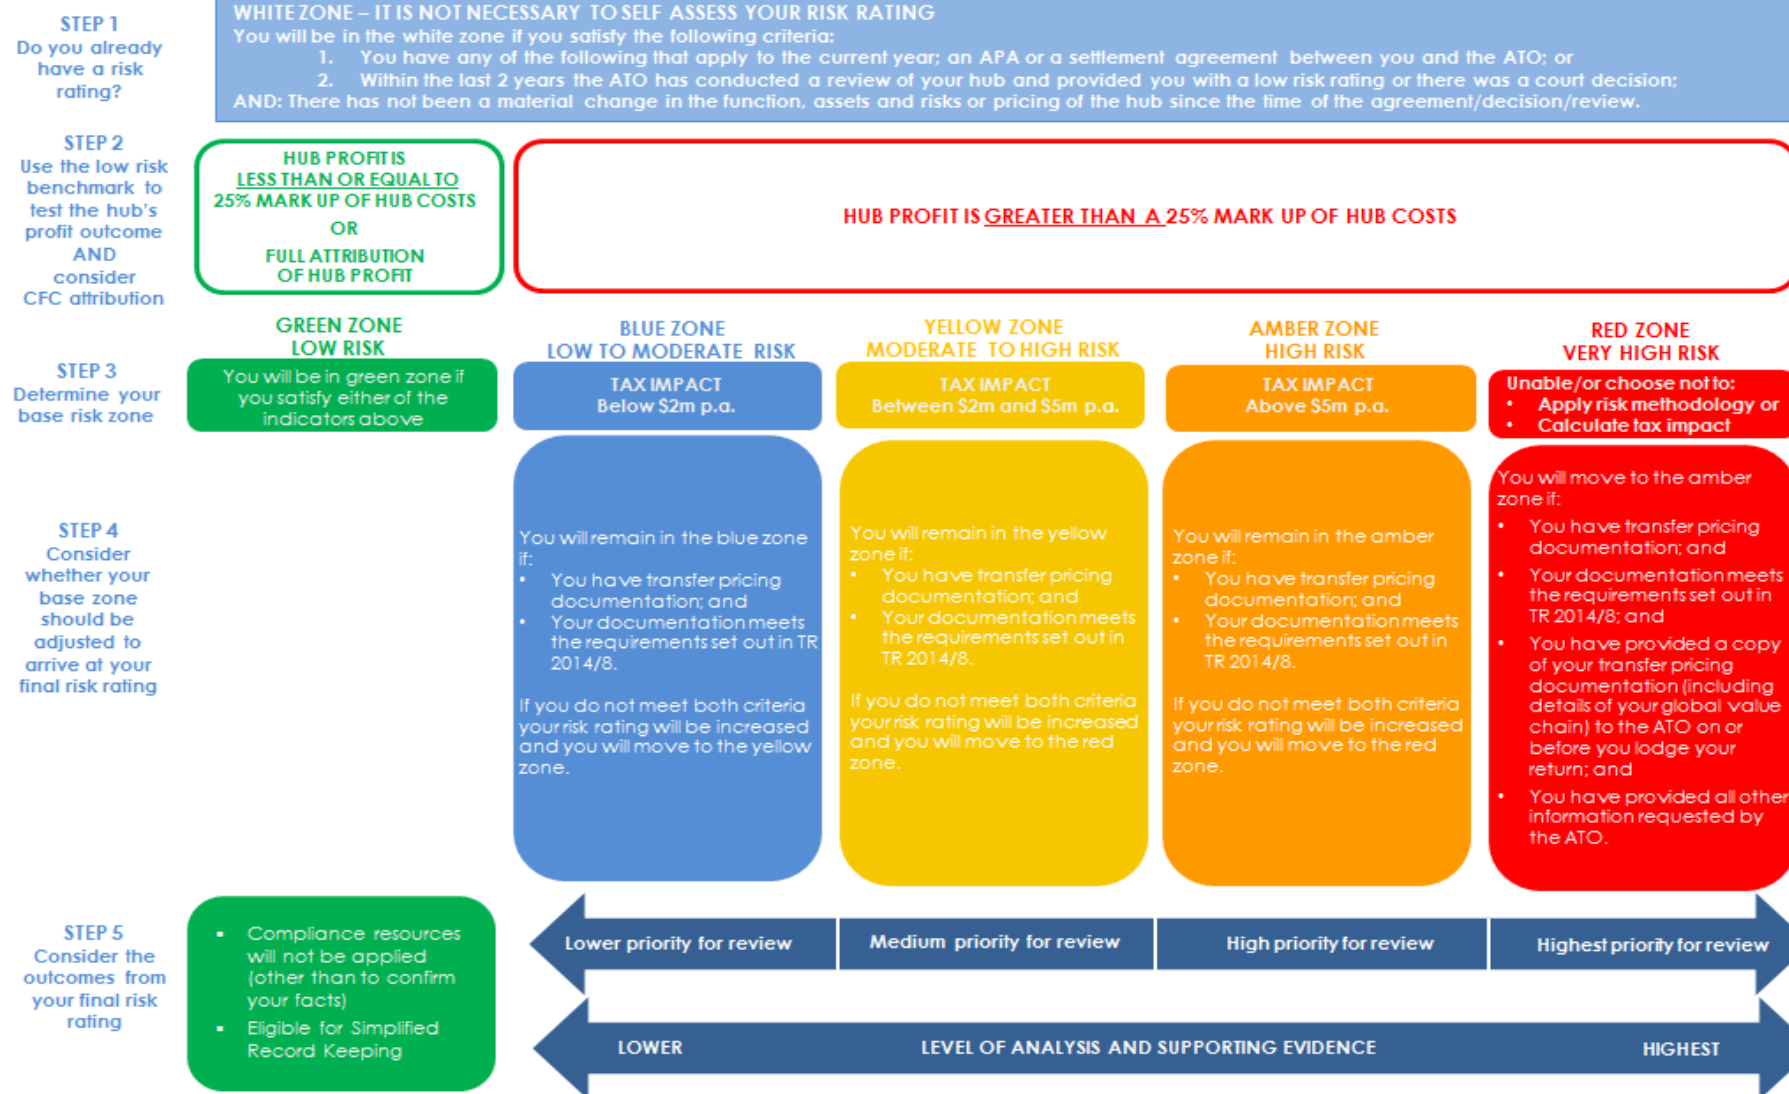 STEP 1
Do you already
have a risk
rating?
WHITE ZONE – IT IS NOT NECESSARY TO SELF ASSESS YOUR RISK RATING
You will be in the white zone if you satisfy the following criteria:
1. You have any of the following that apply to the current year; an APA or a settlement agreement between you and the ATO; or
2. Within the last 2 years the ATO has conducted a review of your hub and provided you with a low risk rating or there was a court decision;
AND: There has not been a material change in the function, assets and risks or pricing of the hub since the time of the agreement/decision/review.
STEP 2
Use the low risk
benchmark to
test the hub's
profit outcome
AND
consider
CFC attribution
HUB PROFIT IS
LESS THAN OR EQUAL TO
25% MARK UP OF HUB COSTS
OR
FULL ATTRIBUTION
OF HUB PROFIT
HUB PROFIT IS GREATER THAN A 25% MARK UP OF HUB COSTS
STEP 3
Determine your
base risk zone
GREEN ZONE
LOW RISK
You will be in green zone if
you satisfy either of the
indicators above
BLUE ZONE
LOW TO MODERATE RISK
TAX IMPACT
Below $2m p.a.
YELLOW ZONE
MODERATE TO HIGH RISK
TAX IMPACT
Between $2m and $5m p.a.
AMBER ZONE
HIGH RISK
TAX IMPACT
Above $5m p.a.
RED ZONE
VERY HIGH RISK
Unable/or choose not to:
• Apply risk methodology or
• Calculate tax impact
STEP 4
Consider
whether your
base zone
should be
adjusted to
arrive at your
final risk rating
You will remain in the blue zone
if:
• You have transfer pricing
documentation; and
• Your documentation meets
the requirements set out in TR
2014/8.
If you do not meet both criteria
your risk rating will be increased
and you will move to the yellow
zone.
You will remain in the yellow
zone if:
• You have transfer pricing
documentation; and
• Your documentation meets
the requirements set out in
TR 2014/8.
If you do not meet both criteria
your risk rating will be increased
and you will move to the red
zone.
You will remain in the amber
zone if:
• You have transfer pricing
documentation; and
• Your documentation meets
the requirements set out in
TR 2014/8.
If you do not meet both criteria
your risk rating will be increased
and you will move to the red
zone.
You will move to the amber
zone if:
• You have transfer pricing
documentation; and
• Your documentation meets
the requirements set out in
TR 2014/8; and
• You have provided a copy
of your transfer pricing
documentation (including
details of your global value
chain) to the ATO on or
before you lodge your
return; and
• You have provided all other
information requested by
the ATO.
STEP 5
Consider the
outcomes from
your final risk
rating
▪ Compliance resources
will not be applied
(other than to confirm
your facts)
▪ Eligible for Simplified
Record Keeping
Lower priority for review
Medium priority for review
High priority for review
Highest priority for review
LOWER
LEVEL OF ANALYSIS AND SUPPORTING EVIDENCE
HIGHEST